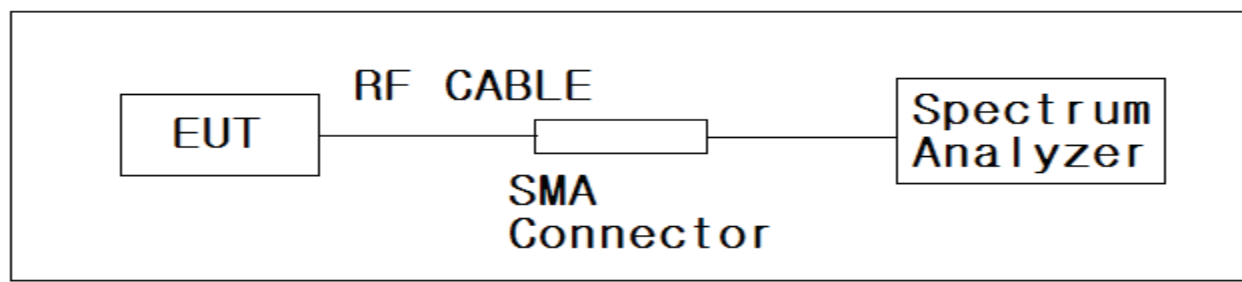 RF CABLE
EUT
Spectrum
Analyzer
SMA
Connector